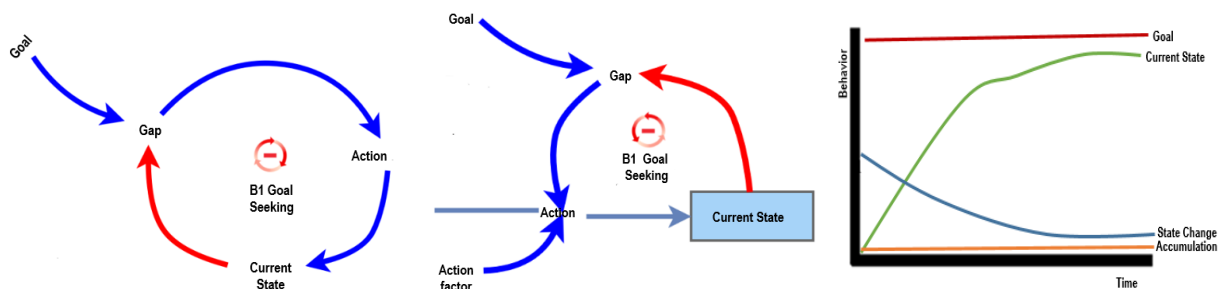 Goal
Gap
Action
B1 Goal
Seeking
Current
State
Goal
Gap
B1 Goal
Seeking
Action
Current State
Action
factor
Behavior
Goal
Current State
State Change
Accumulation
Time